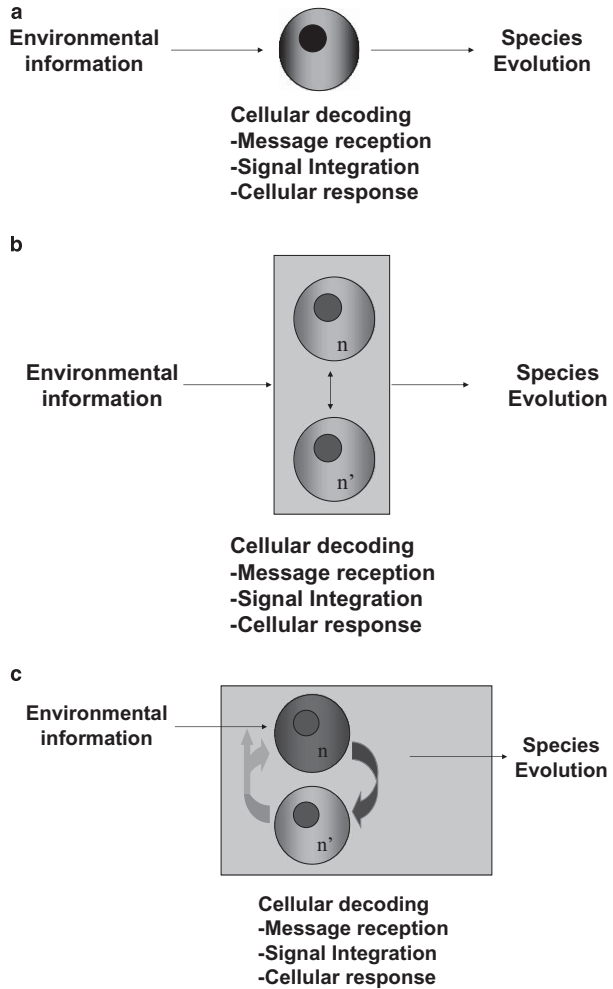 a
Environmental
information
Species
Evolution
Cellular decoding
-Message reception
-Signal Integration
-Cellular response
b
n
Environmental
information
Species
Evolution
n’
Cellular decoding
-Message reception
-Signal Integration
-Cellular response
c
Environmental
information
n
Species
Evolution
n’
Cellular decoding
-Message reception
-Signal Integration
-Cellular response